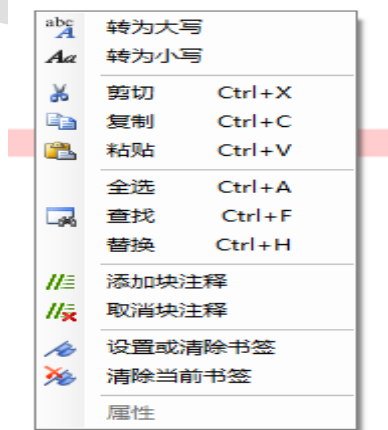 转为大写
转为小写
剪切 Ctrl+X
复制 Ctrl+C
粘贴 Ctrl+V
全选 Ctrl+A
查找 Ctrl+F
替换 Ctrl+H
添加块注释
取消块注释
设置或清除书签
清除当前书签
属性